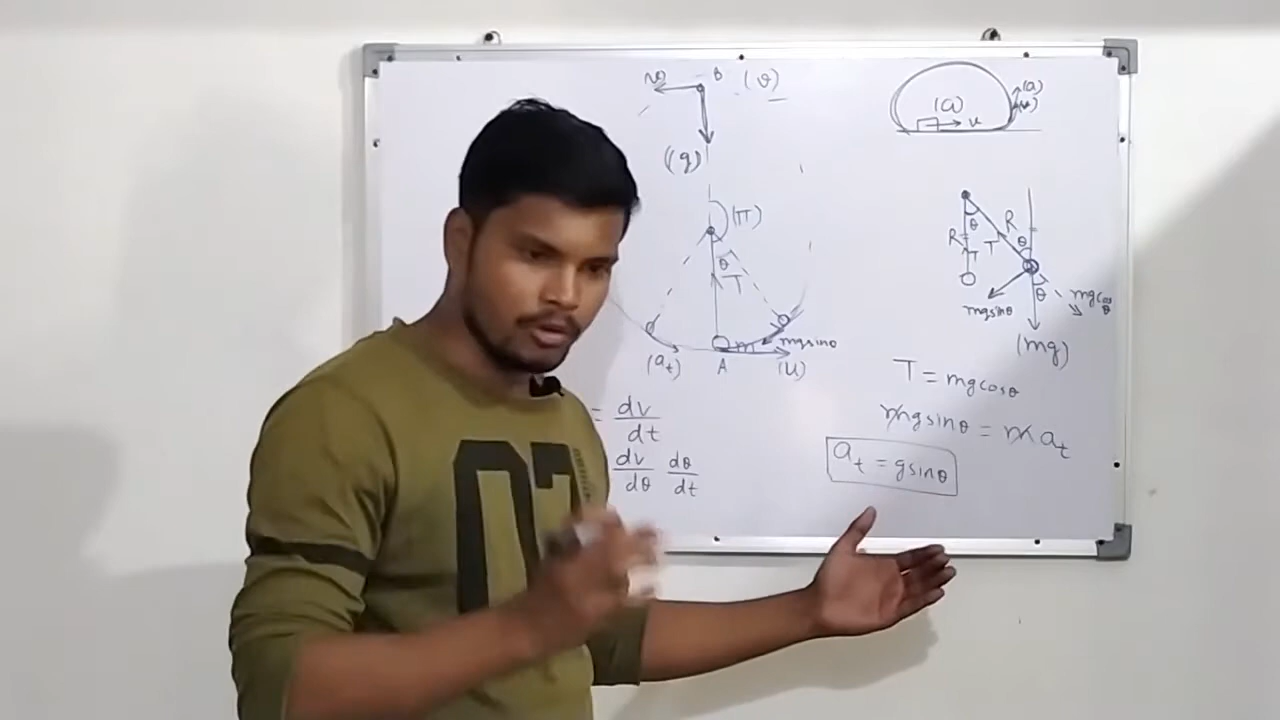 v B (v)
(g)
(π)
θ
T
mgsinθ
(a_t) A m (u)
= dv/dt
dv/dθ dθ/dt
(a)
v
(a)
(v)
θ R θ
R T T
θ mgcosθ
mgsinθ
(mg)
T = mgcosθ
mgsinθ = m a_t
a_t = gsinθ
07